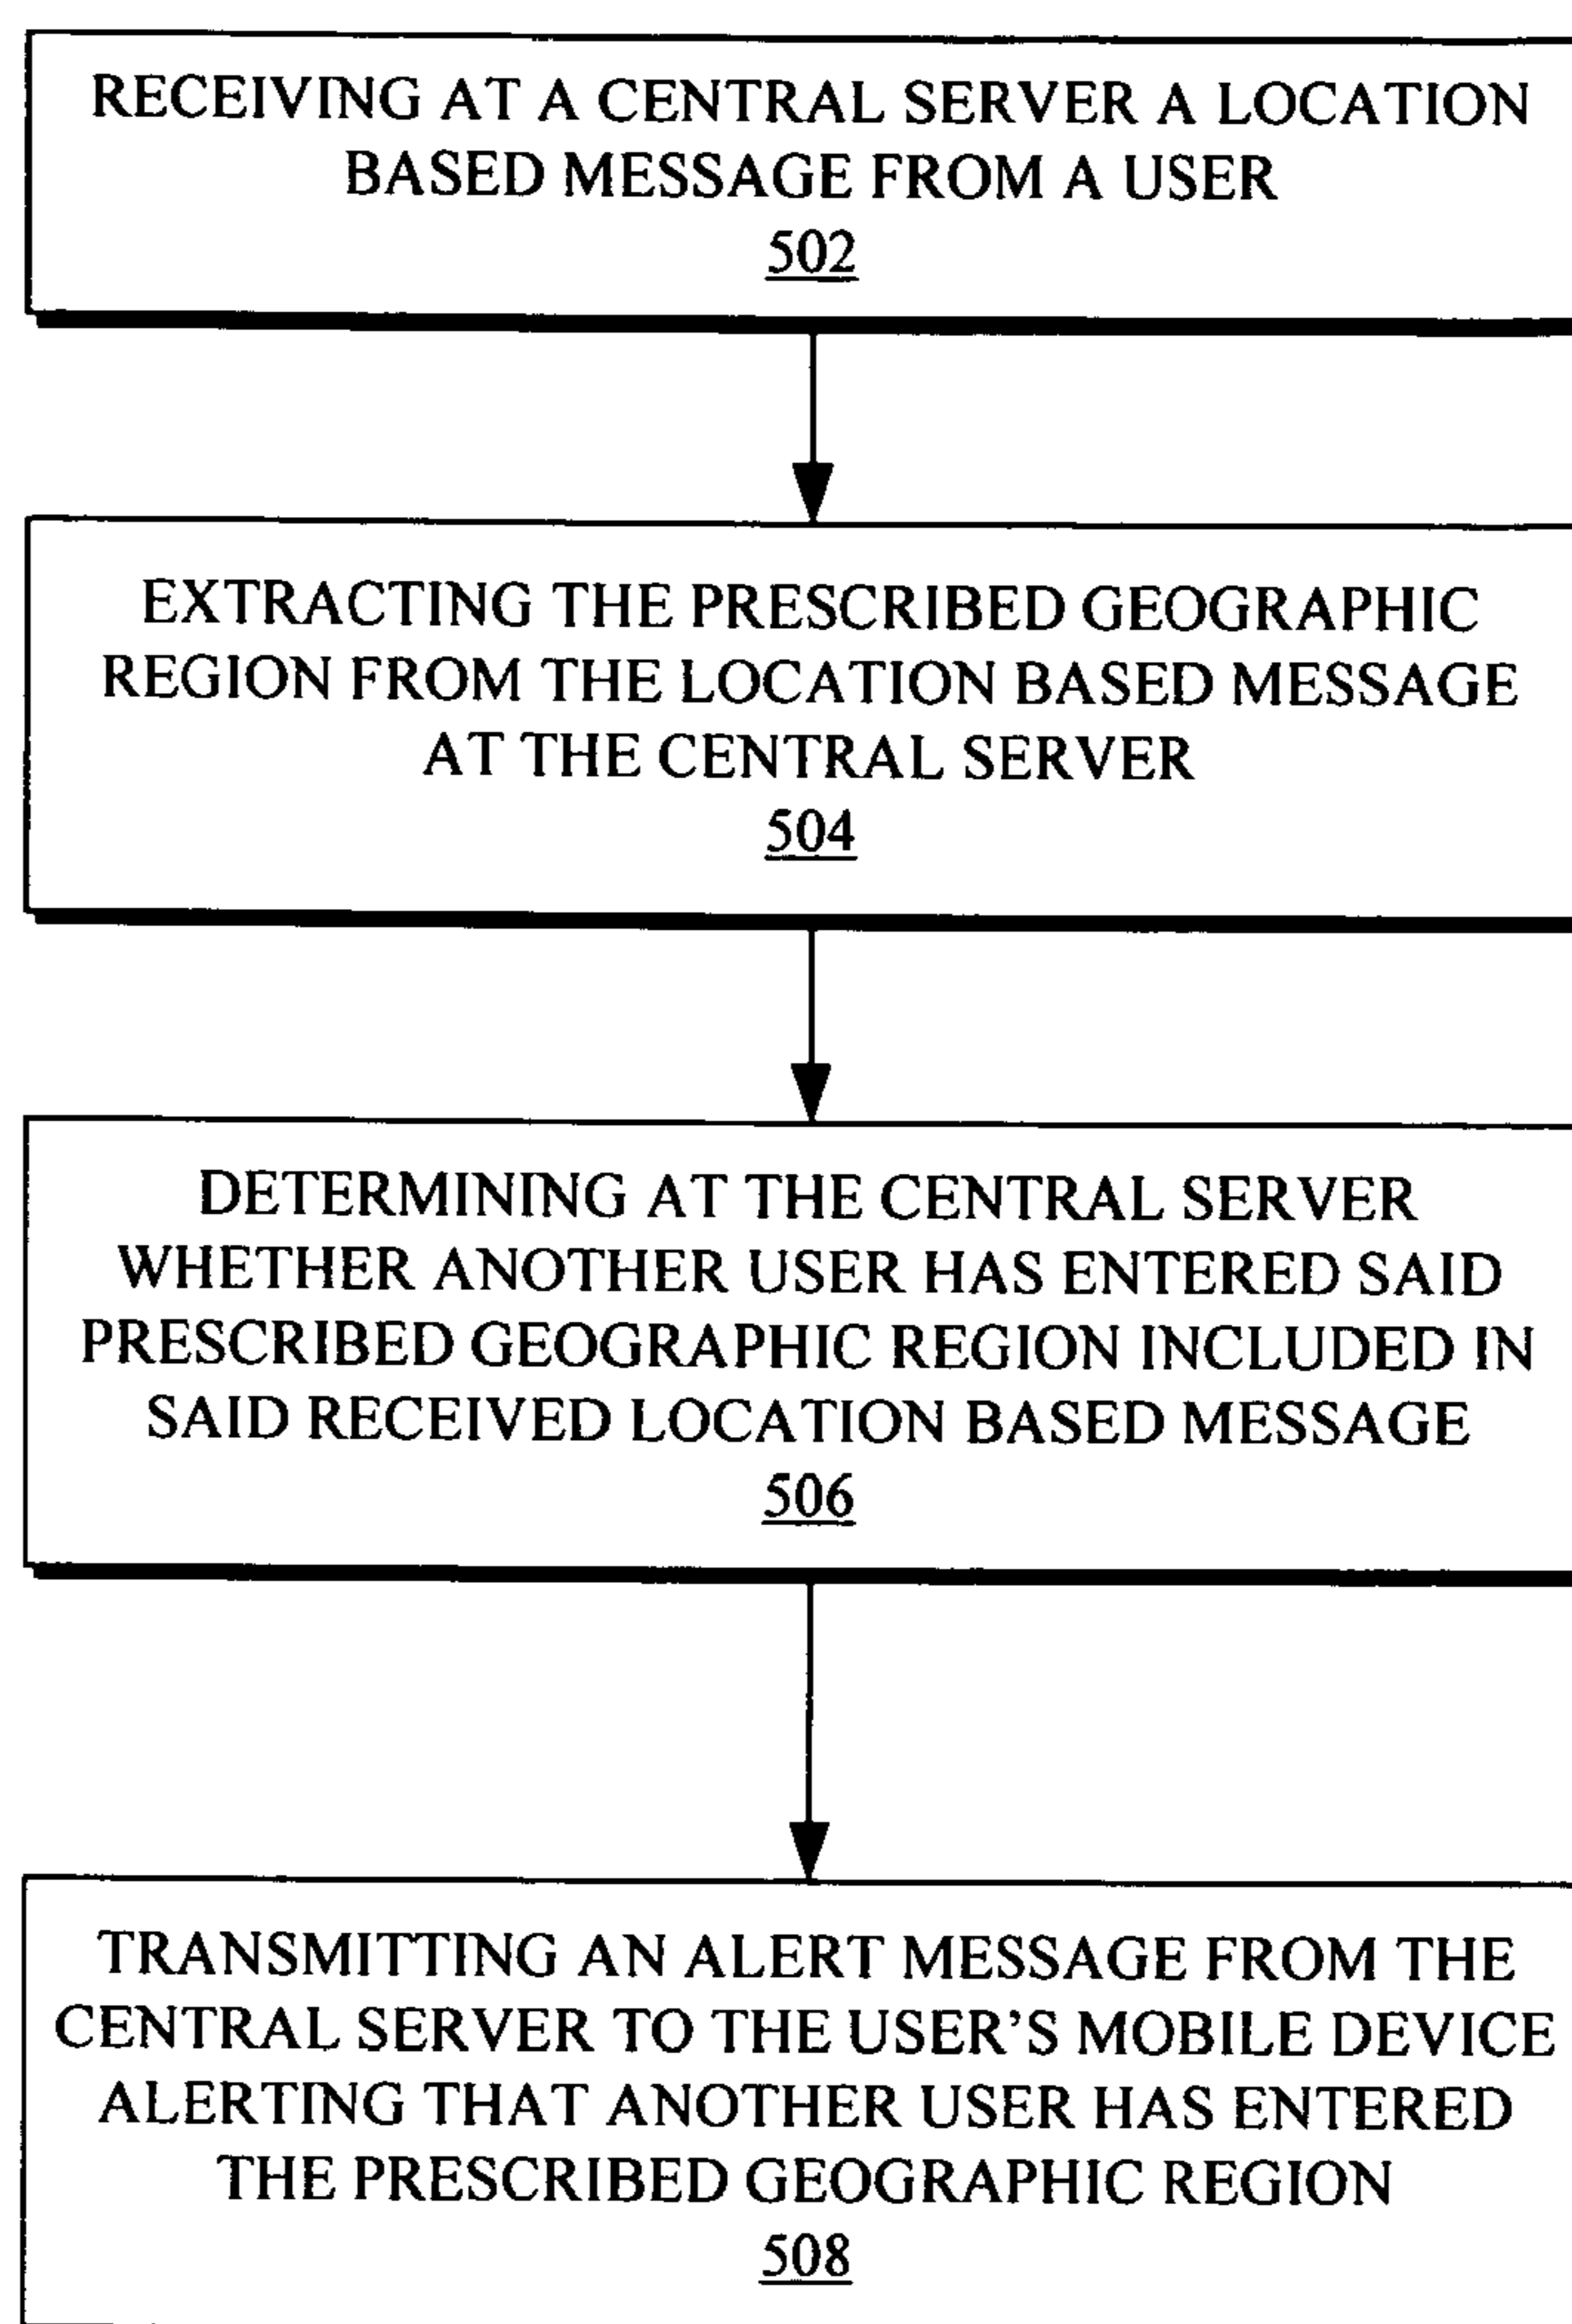 RECEIVING AT A CENTRAL SERVER A LOCATION
BASED MESSAGE FROM A USER
502
EXTRACTING THE PRESCRIBED GEOGRAPHIC
REGION FROM THE LOCATION BASED MESSAGE
AT THE CENTRAL SERVER
504
DETERMINING AT THE CENTRAL SERVER
WHETHER ANOTHER USER HAS ENTERED SAID
PRESCRIBED GEOGRAPHIC REGION INCLUDED IN
SAID RECEIVED LOCATION BASED MESSAGE
506
TRANSMITTING AN ALERT MESSAGE FROM THE
CENTRAL SERVER TO THE USER'S MOBILE DEVICE
ALERTING THAT ANOTHER USER HAS ENTERED
THE PRESCRIBED GEOGRAPHIC REGION
508